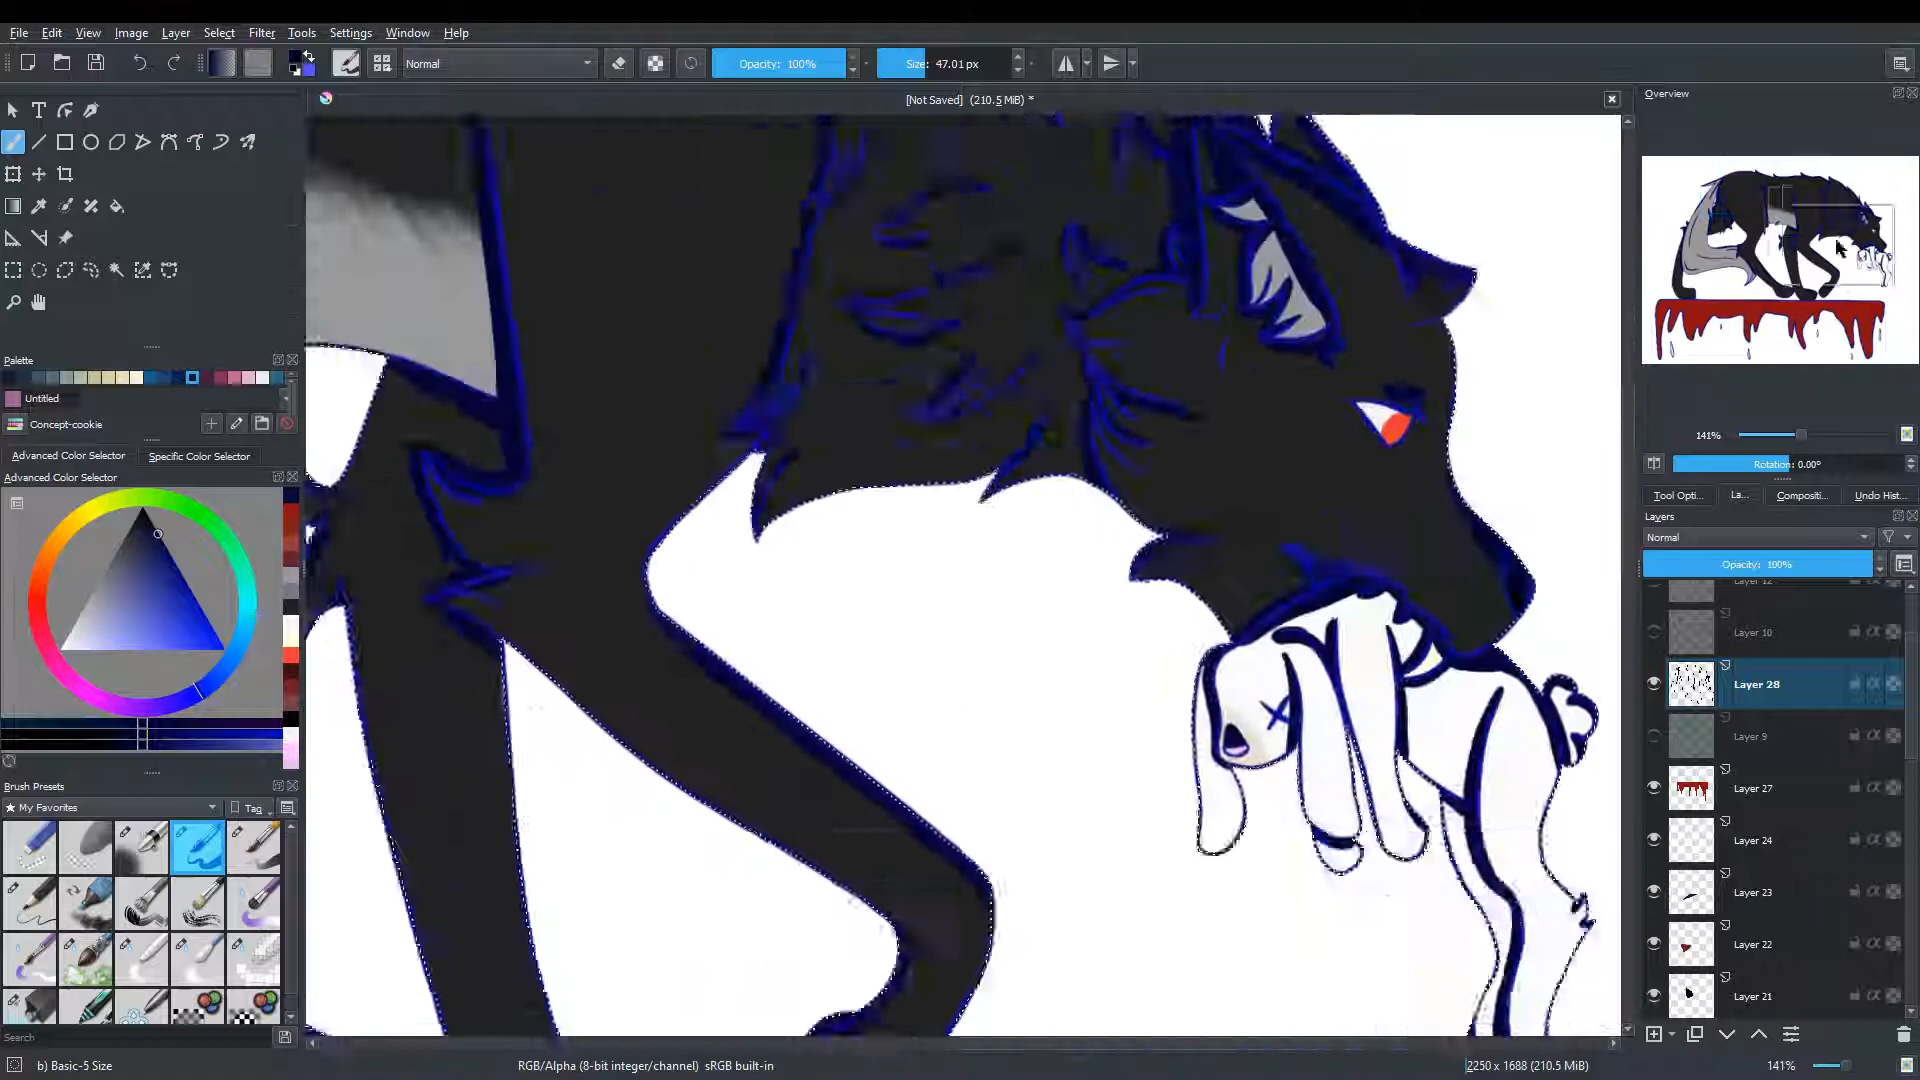 File Edit View Image Layer Select Filter Tools Settings Window Help
Normal
Opacity: 100%
Size: 47.01 px
[Not Saved] (210.5 MiB) *
Overview
141%
Rotation: 0.00°
Tool Opti... La... Compositi... Undo Hist...
Layers
Normal
Opacity: 100%
Layer 12
Layer 10
Layer 28
Layer 9
Layer 27
Layer 24
Layer 23
Layer 22
Layer 21
Palette
Untitled
Concept-cookie
Advanced Color Selector Specific Color Selector
Advanced Color Selector
Brush Presets
My Favorites
Tag
Search
b) Basic-5 Size
RGB/Alpha (8-bit integer/channel) sRGB built-in
2250 x 1688 (210.5 MiB)
141%